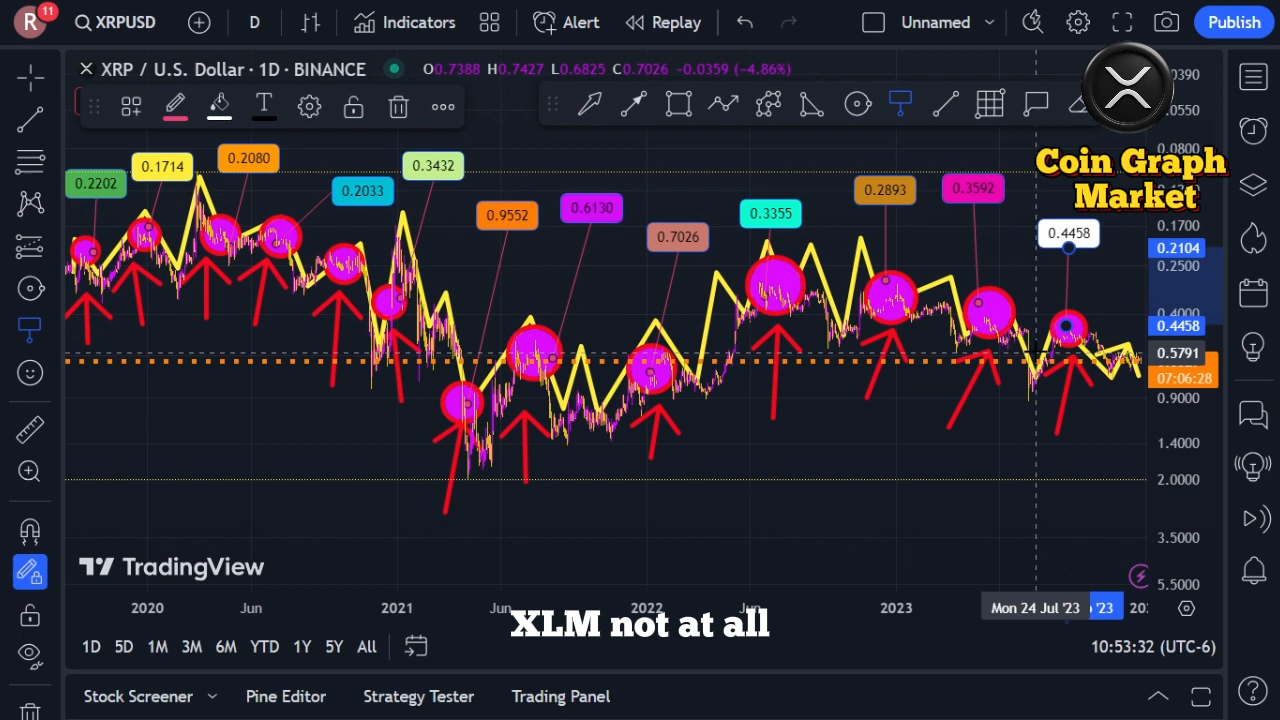 R 11 XRPUSD D Indicators Alert Replay Unnamed Publish
XRP / U.S. Dollar · 1D · BINANCE O0.7388 H0.7427 L0.6825 C0.7026 -0.0359 (-4.86%)
T
Coin Graph
Market
0.2202
0.1714
0.2080
0.2033
0.3432
0.9552
0.6130
0.7026
0.3355
0.2893
0.3592
0.4458
0.0800
0.1700
0.2104
0.2500
0.4000
0.4458
0.5791
07:06:28
0.9000
1.4000
2.0000
3.5000
5.5000
TradingView
2020 Jun 2021 Jun 2022 2023 Mon 24 Jul '23 '23
XLM not at all
1D 5D 1M 3M 6M YTD 1Y 5Y All 10:53:32 (UTC-6)
Stock Screener Pine Editor Strategy Tester Trading Panel